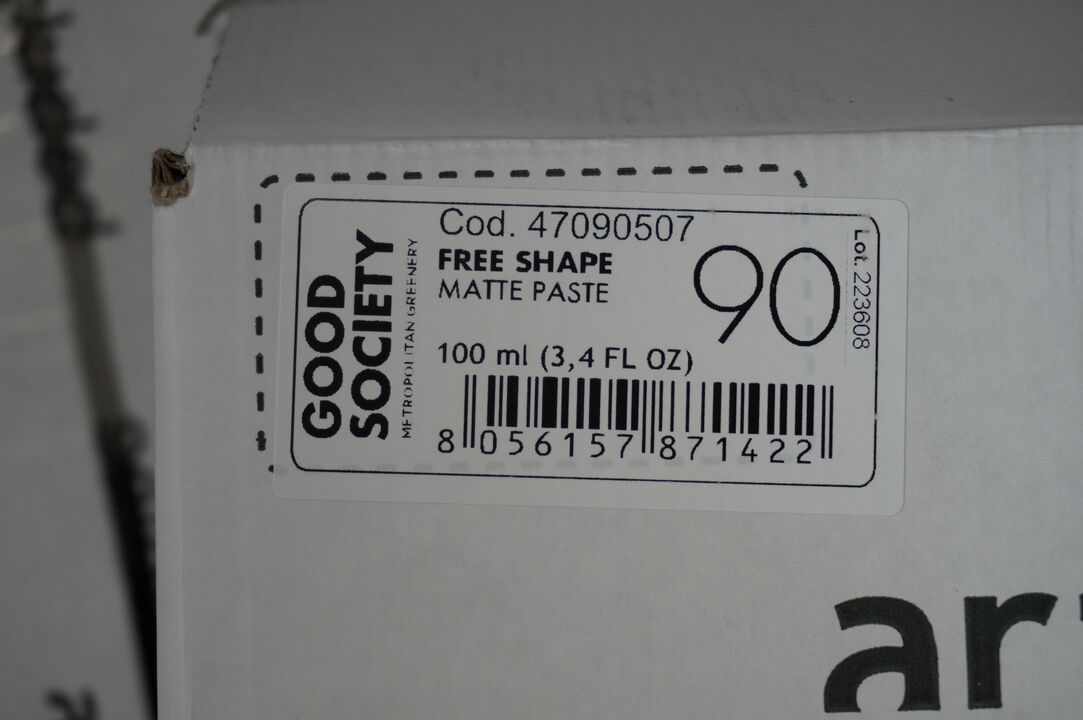 GOOD
SOCIETY
METROPOLITAN GREENERY
Cod. 47090507
FREE SHAPE
MATTE PASTE
90
Lot. 223608
100 ml (3,4 FL OZ)
8 056157 871422
ar